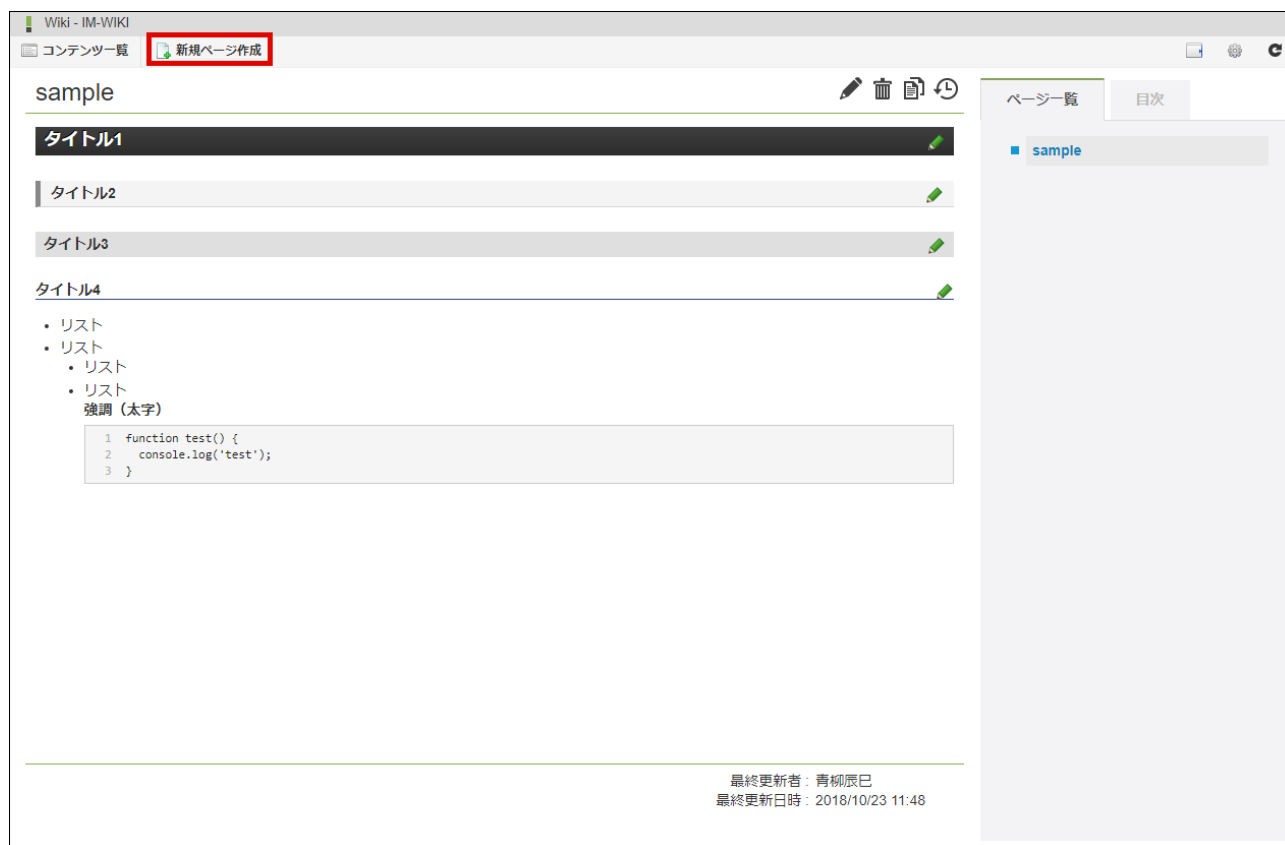 Wiki - IM-WIKI
コンテンツ一覧 新規ページ作成
sample
ページ一覧 目次
タイトル1
sample
タイトル2
タイトル3
タイトル4
• リスト
• リスト
• リスト
• リスト
強調（太字）
1 function test() {
2 console.log('test');
3 }
最終更新者 : 青柳辰巳
最終更新日時 : 2018/10/23 11:48